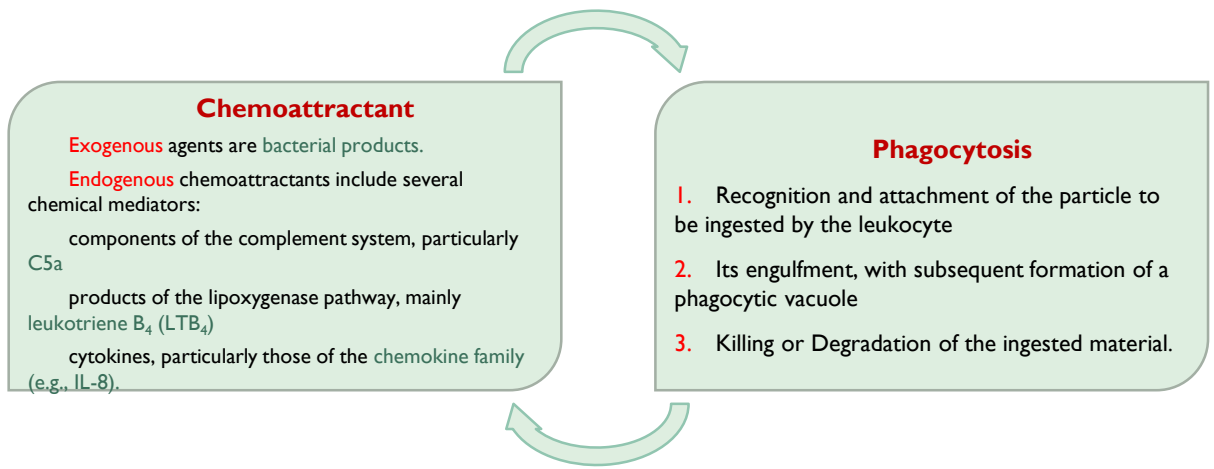 Chemoattractant
Exogenous agents are bacterial products.
Endogenous chemoattractants include several
chemical mediators:
components of the complement system, particularly
C5a
products of the lipoxygenase pathway, mainly
leukotriene B₄ (LTB₄)
cytokines, particularly those of the chemokine family
(e.g., IL-8).
Phagocytosis
1. Recognition and attachment of the particle to
be ingested by the leukocyte
2. Its engulfment, with subsequent formation of a
phagocytic vacuole
3. Killing or Degradation of the ingested material.